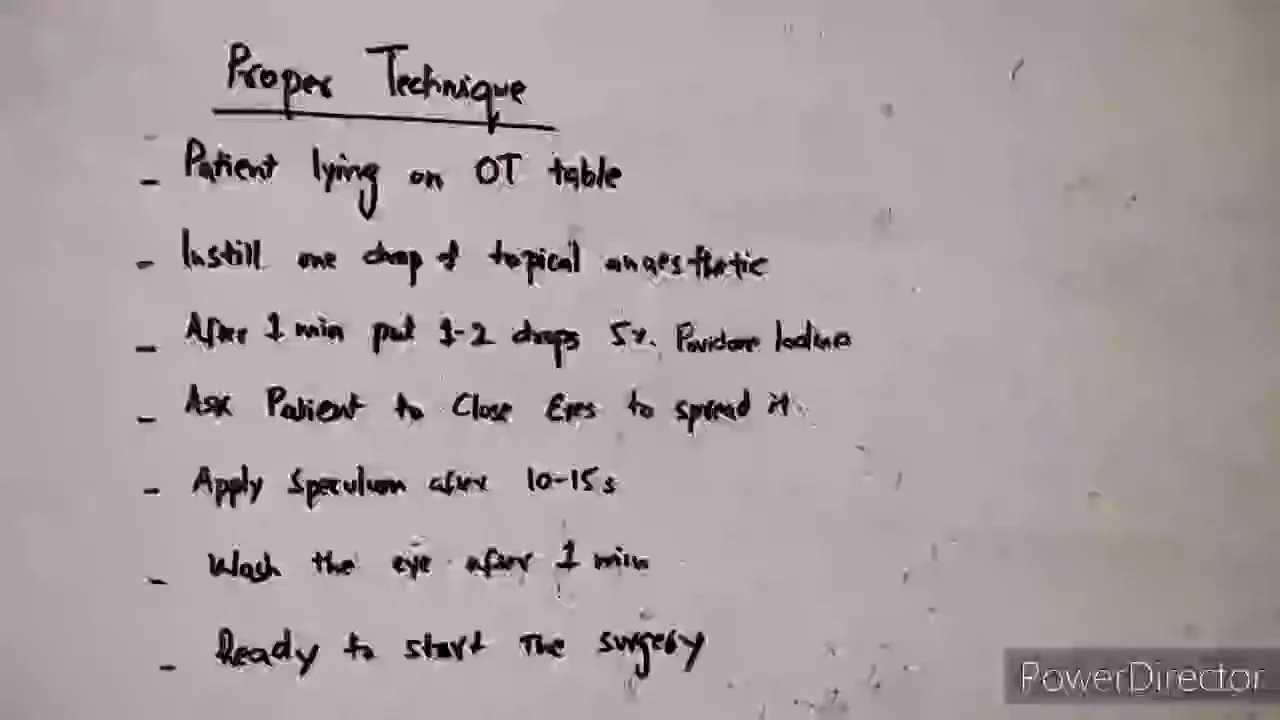 Proper Technique
- Patient lying on OT table
- Instill one drop of topical anaesthetic
- After 1 min put 1-2 drops 5%. Povidone Iodine
- Ask Patient to Close Eyes to spread it.
- Apply Speculum after 10-15s
- Wash the eye after 1 min
- Ready to start The surgery
PowerDirector